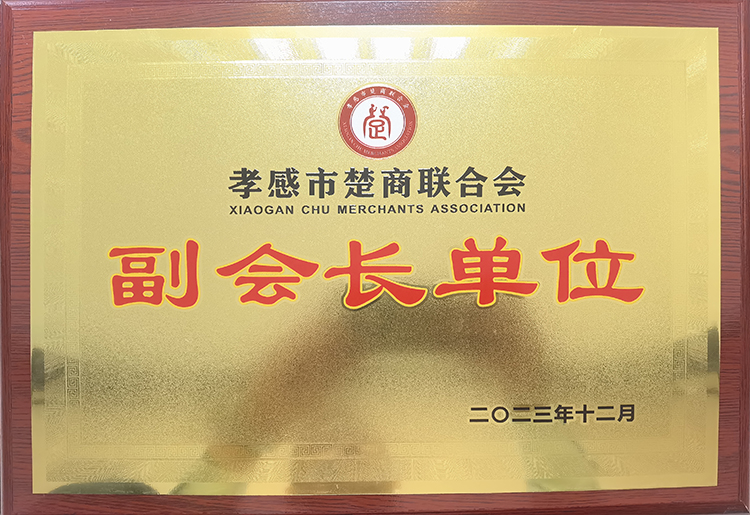 孝感市楚商联合会
XIAOGAN CHU MERCHANTS ASSOCIATION
副会长单位
二〇二三年十二月